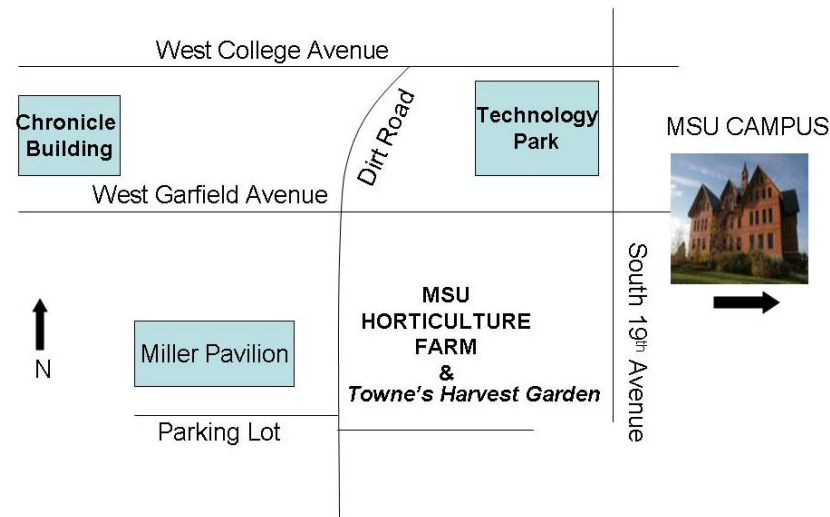 West College Avenue
Chronicle
Building
Dirt Road
Technology
Park
MSU CAMPUS
West Garfield Avenue
South 19th Avenue
N
Miller Pavilion
MSU
HORTICULTURE
FARM
&
Towne's Harvest Garden
Parking Lot